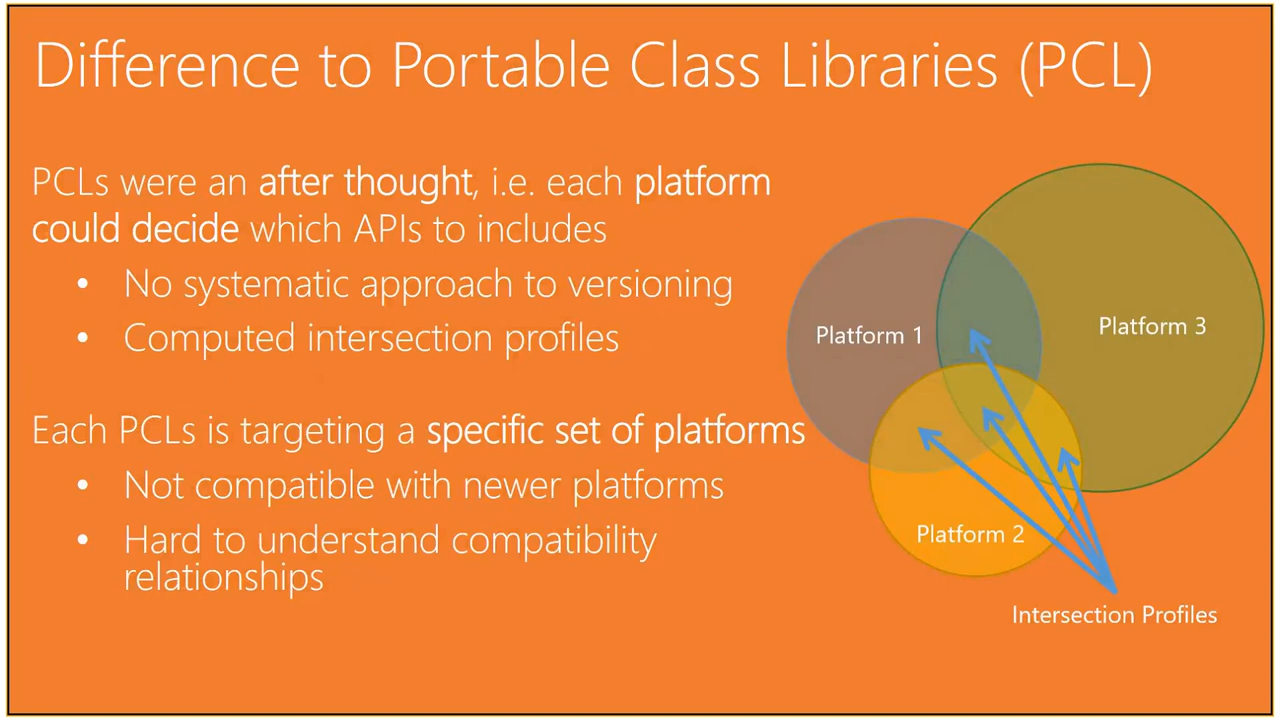 Difference to Portable Class Libraries (PCL)
PCLs were an after thought, i.e. each platform
could decide which APIs to includes
• No systematic approach to versioning
• Computed intersection profiles
Each PCLs is targeting a specific set of platforms
• Not compatible with newer platforms
• Hard to understand compatibility
relationships
Platform 1
Platform 3
Platform 2
Intersection Profiles